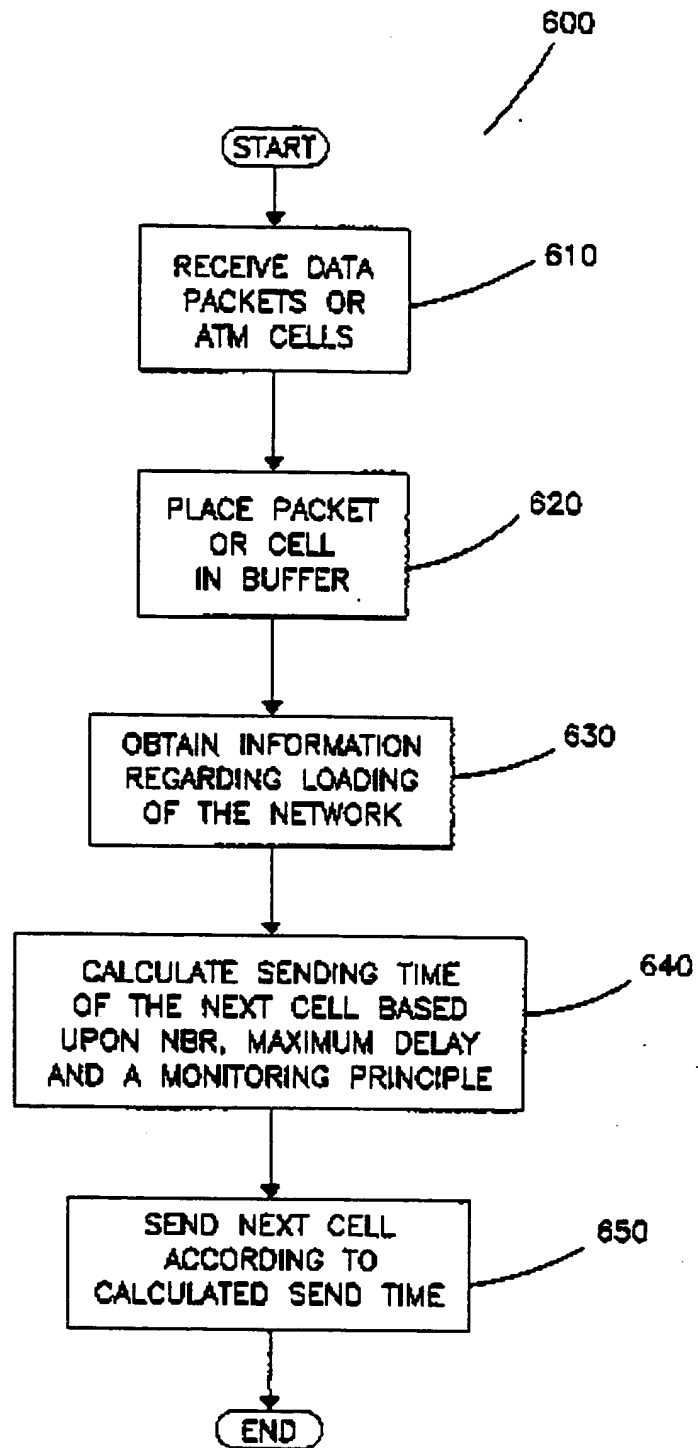 600
START
RECEIVE DATA
PACKETS OR
ATM CELLS
610
PLACE PACKET
OR CELL
IN BUFFER
620
OBTAIN INFORMATION
REGARDING LOADING
OF THE NETWORK
630
CALCULATE SENDING TIME
OF THE NEXT CELL BASED
UPON NBR, MAXIMUM DELAY
AND A MONITORING PRINCIPLE
640
SEND NEXT CELL
ACCORDING TO
CALCULATED SEND TIME
650
END